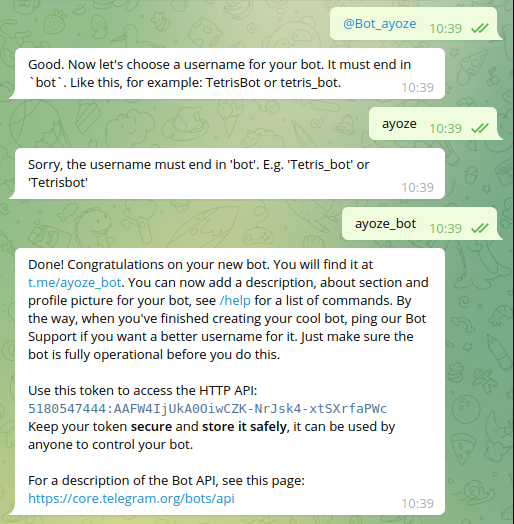 @Bot_ayoze 10:39
Good. Now let's choose a username for your bot. It must end in
`bot`. Like this, for example: TetrisBot or tetris_bot.
10:39
ayoze 10:39
Sorry, the username must end in 'bot'. E.g. 'Tetris_bot' or
'Tetrisbot'
10:39
ayoze_bot 10:39
Done! Congratulations on your new bot. You will find it at
t.me/ayoze_bot. You can now add a description, about section and
profile picture for your bot, see /help for a list of commands. By
the way, when you've finished creating your cool bot, ping our Bot
Support if you want a better username for it. Just make sure the
bot is fully operational before you do this.
Use this token to access the HTTP API:
5180547444:AAFW4IjUkA0OiwCZK-NrJsk4-xtSXrfaPWc
Keep your token secure and store it safely, it can be used by
anyone to control your bot.
For a description of the Bot API, see this page:
https://core.telegram.org/bots/api
10:39